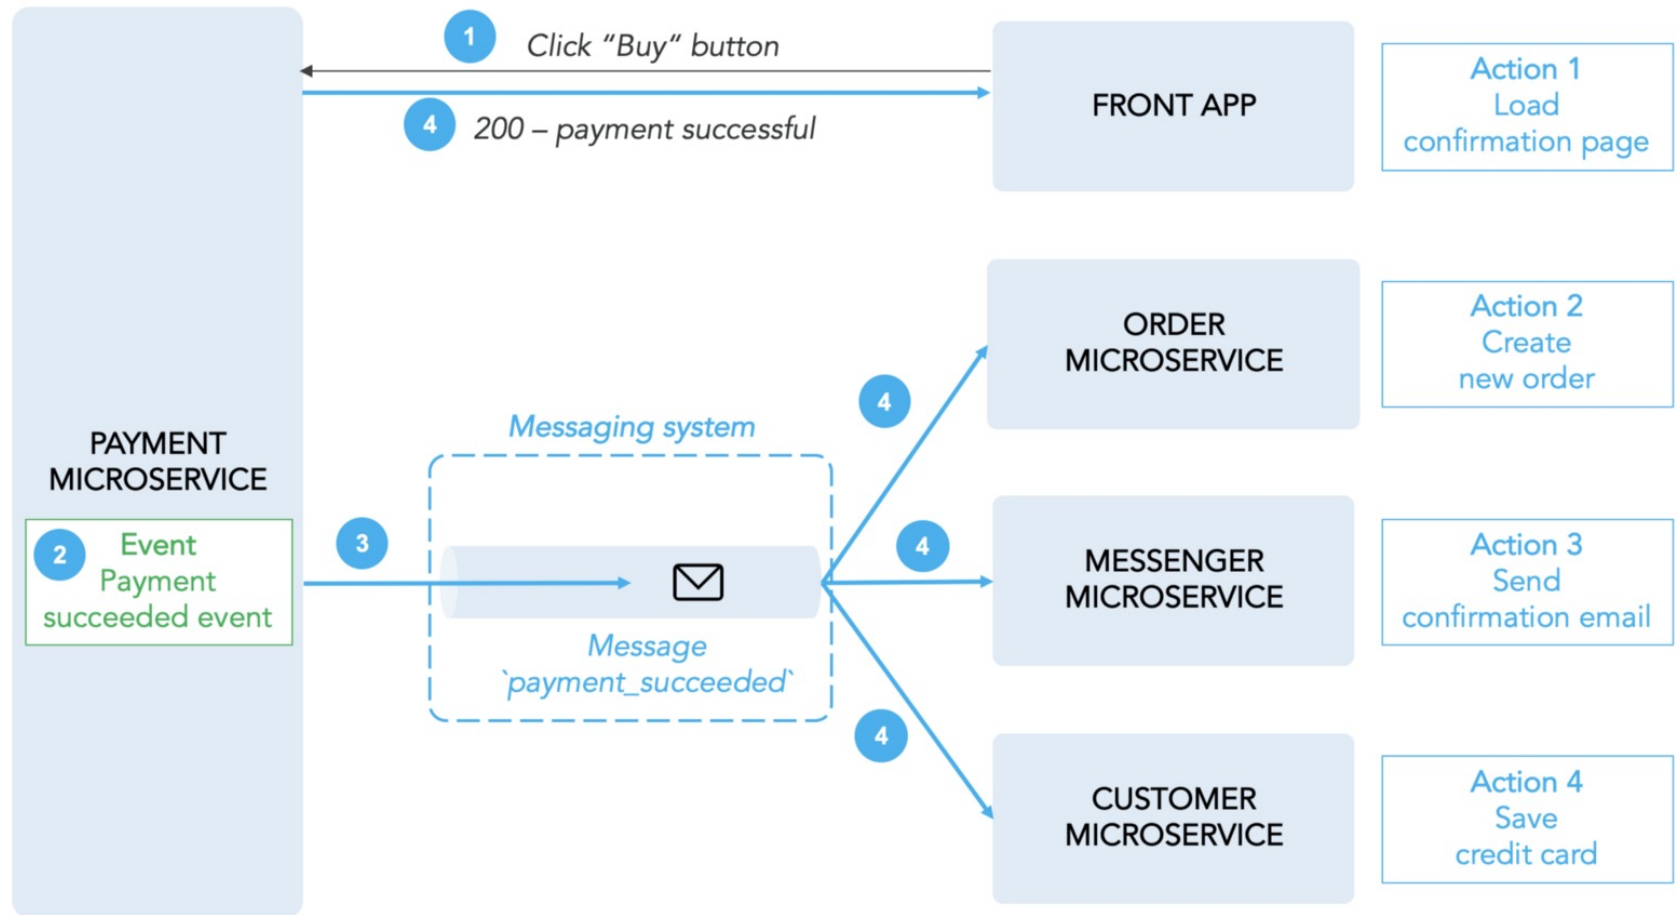 1
Click “Buy“ button
4
200 – payment successful
FRONT APP
Action 1
Load
confirmation page
ORDER
MICROSERVICE
Action 2
Create
new order
4
Messaging system
PAYMENT
MICROSERVICE
2
Event
Payment
succeeded event
3
4
MESSENGER
MICROSERVICE
Action 3
Send
confirmation email
Message
`payment_succeeded`
4
CUSTOMER
MICROSERVICE
Action 4
Save
credit card